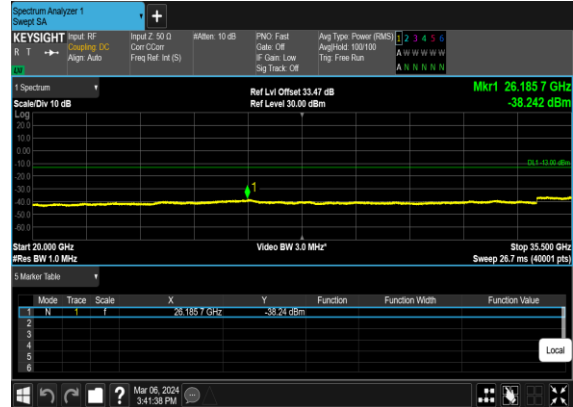 Spectrum Analyzer 1
Swept SA
+
KEYSIGHT Input: RF Input Z: 50 Ω #Atten: 10 dB PNO: Fast Avg Type: Power (RMS) 1 2 3 4 5 6
R T Coupling: DC Corr CCorr Gate: Off Avg|Hold: 100/100 A W W W W W
Align: Auto Freq Ref: Int (S) IF Gain: Low Trig: Free Run
Sig Track: Off A N N N N N
LM
1 Spectrum Ref Lvl Offset 33.47 dB Mkr1 26.185 7 GHz
Scale/Div 10 dB Ref Level 30.00 dBm -38.242 dBm
Log
20.0
10.0
0.00
-10.0
DL1 -13.00 dBm
-20.0
-30.0
1
-40.0
-50.0
-60.0
Start 20.000 GHz Video BW 3.0 MHz* Stop 35.500 GHz
#Res BW 1.0 MHz Sweep 26.7 ms (40001 pts)
5 Marker Table
Mode Trace Scale X Y Function Function Width Function Value
1 N 1 f 26.185 7 GHz -38.24 dBm
2
3
4
5
6
Local
? Mar 06, 2024
3:41:38 PM